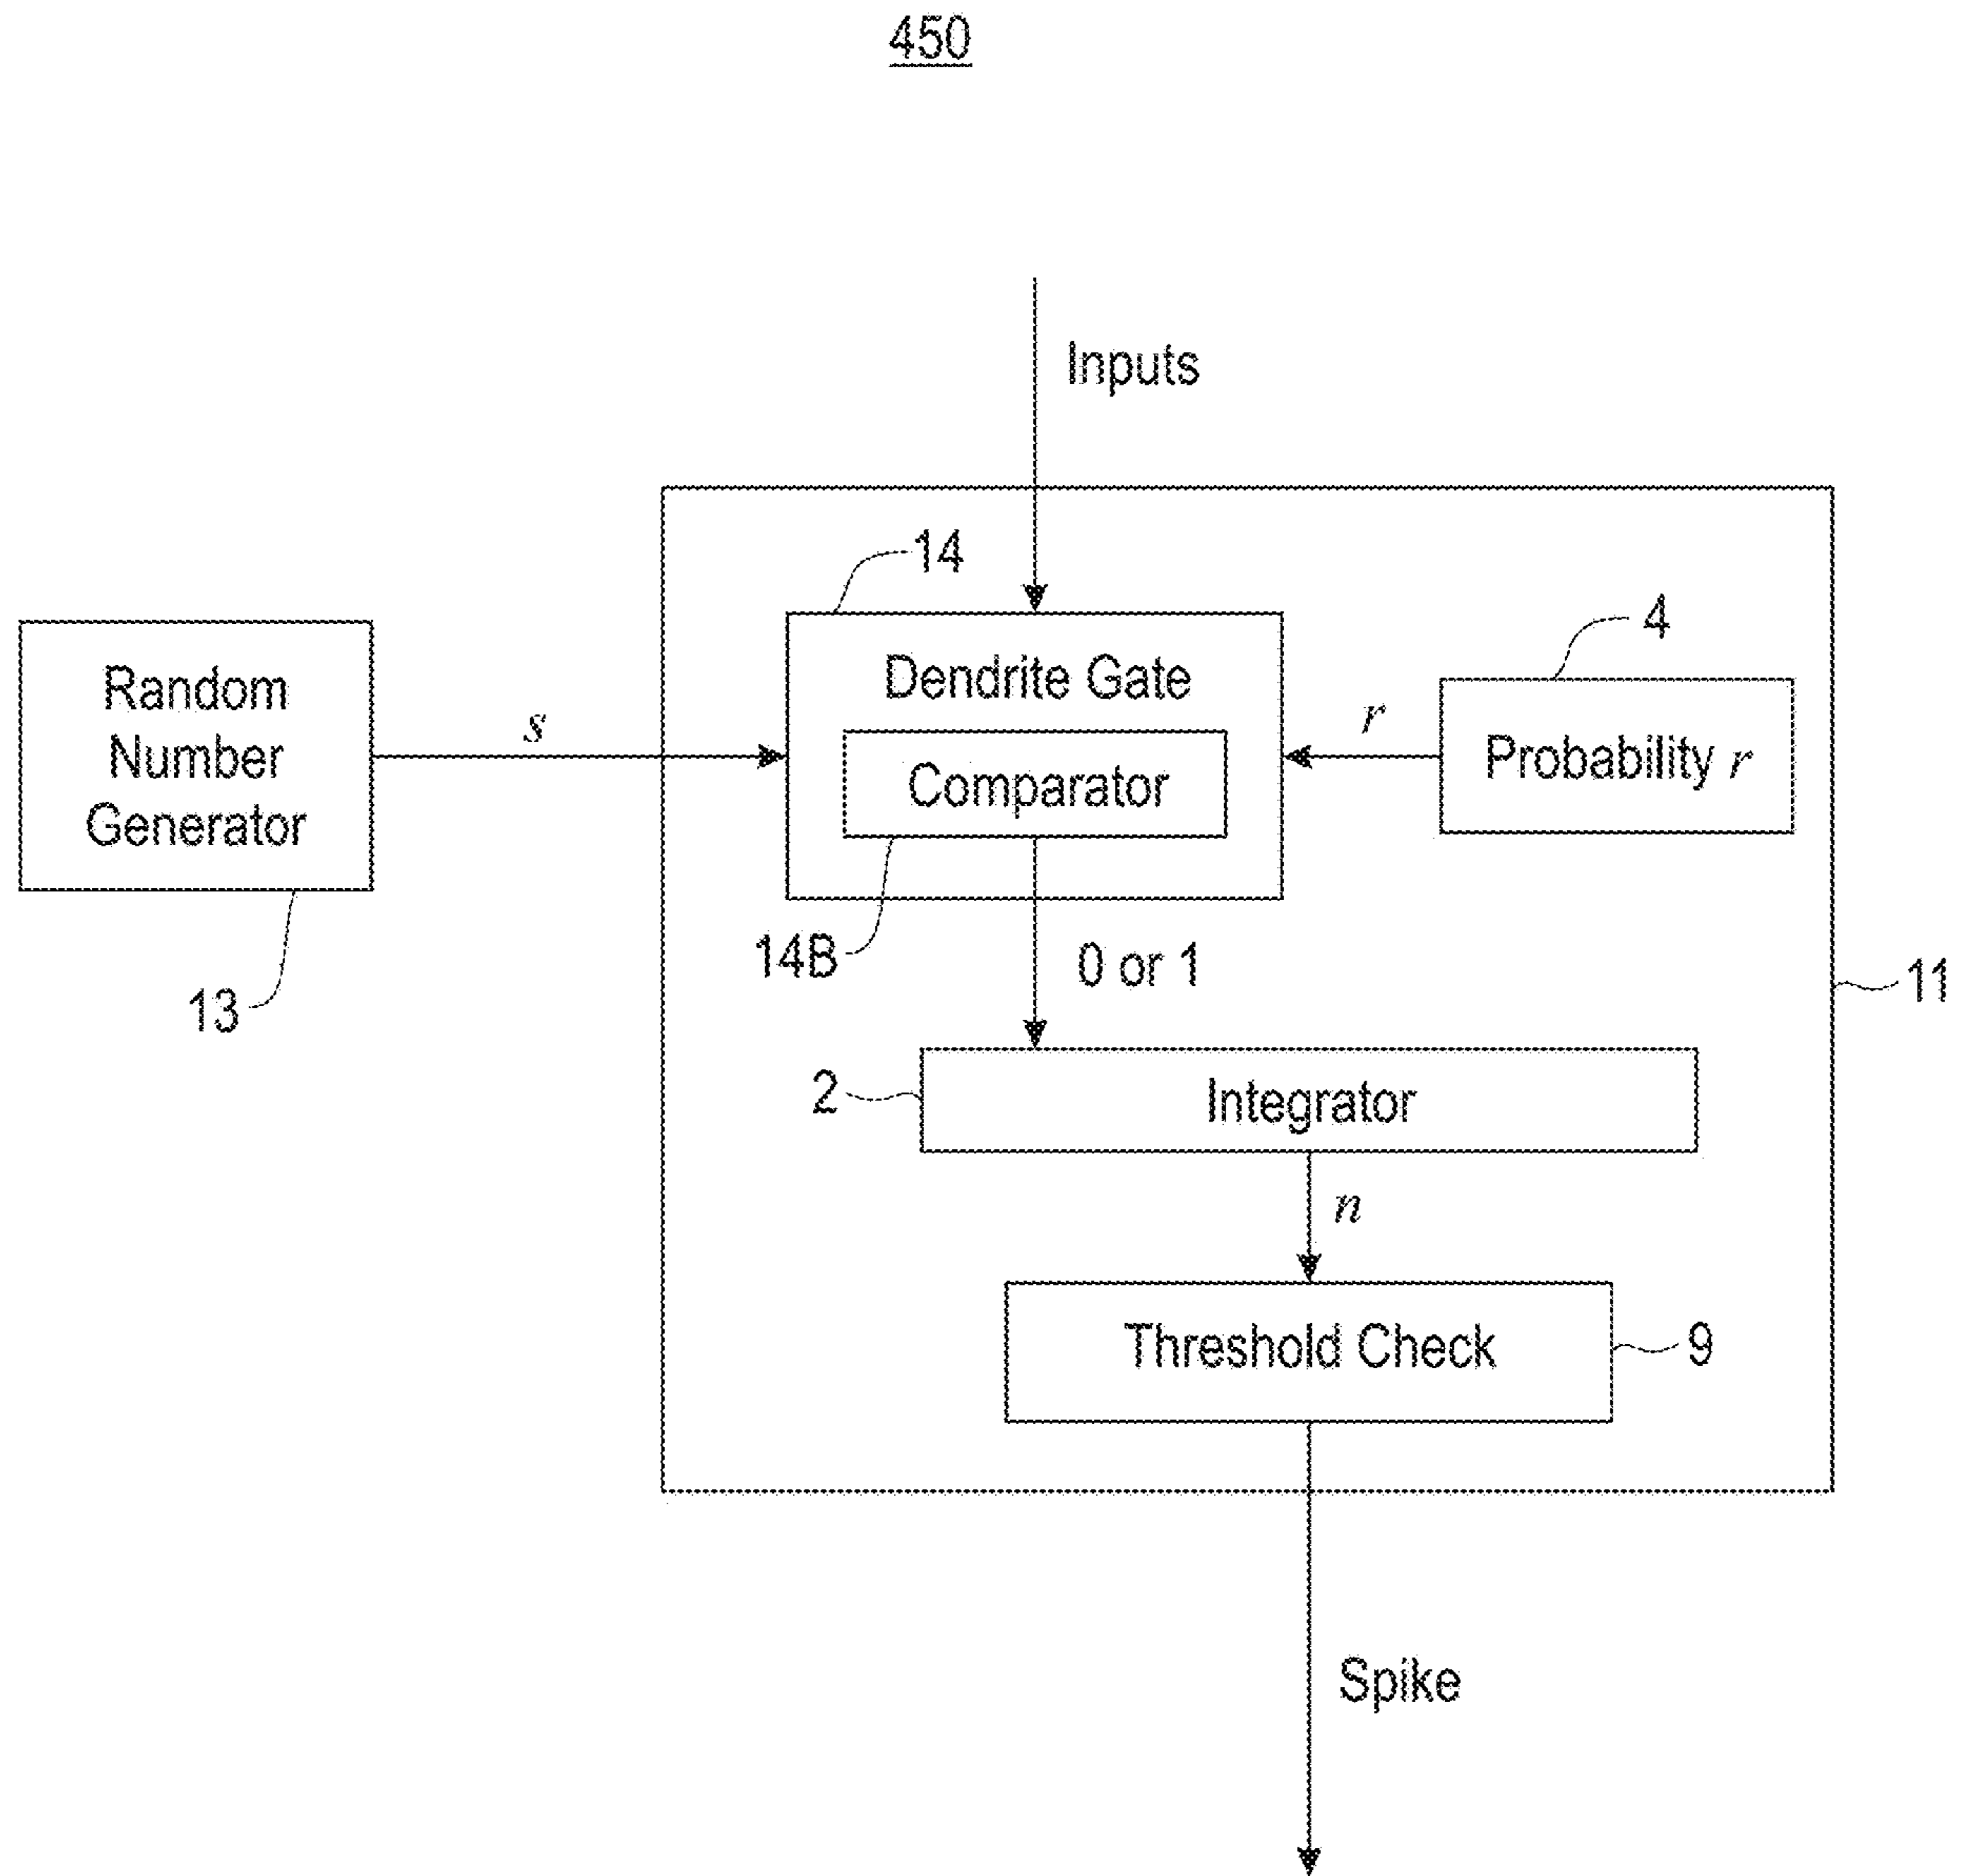 450
Inputs
14
4
Random
Number
Generator
s
Dendrite Gate
Comparator
r
Probability r
13
14B
0 or 1
11
2
Integrator
n
Threshold Check
9
Spike